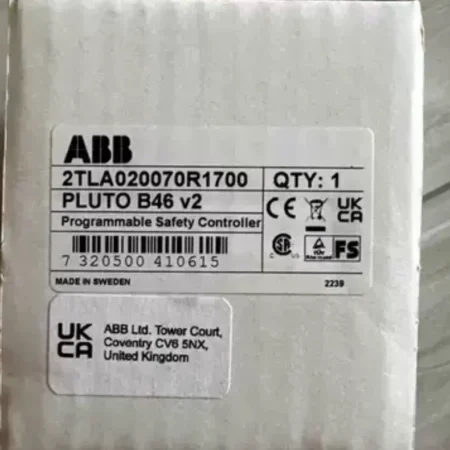 ABB
2TLA020070R1700 QTY: 1
PLUTO B46 v2
Programmable Safety Controller
CE UK CA
7 320500 410615
FS
MADE IN SWEDEN 2239
UK CA
ABB Ltd. Tower Court,
Coventry CV6 5NX,
United Kingdom